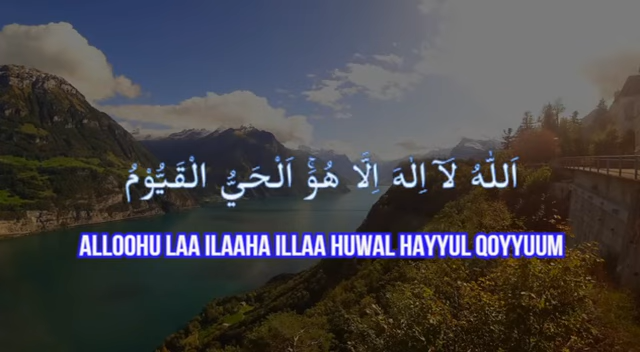 اَللّٰهُ لَآ اِلٰهَ اِلَّا هُوَۚ اَلْحَيُّ الْقَيُّوْمُ
ALLOOHU LAA ILAAHA ILLAA HUWAL HAYYUL QOYYUUM